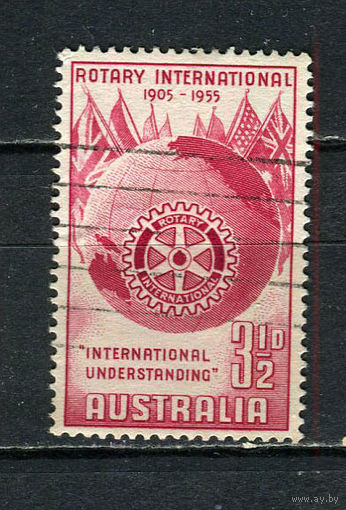 ROTARY INTERNATIONAL
1905 - 1955
ROTARY
INTERNATIONAL
"INTERNATIONAL
UNDERSTANDING"
3½D
AUSTRALIA
www.ay.by